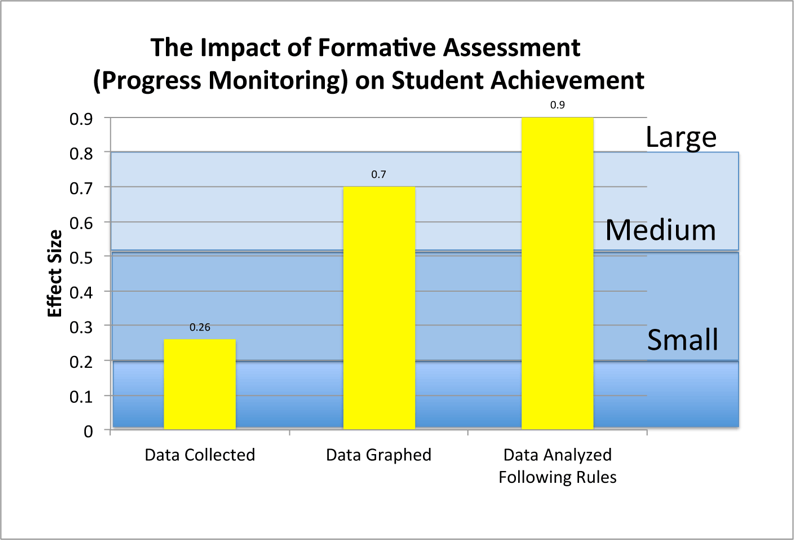 The Impact of Formative Assessment
(Progress Monitoring) on Student Achievement
0.9
0.9
Large
0.8
0.7
0.7
0.6
Medium
0.5
0.4
0.3
0.26
Small
0.2
0.1
0
Effect Size
Data Collected
Data Graphed
Data Analyzed
Following Rules